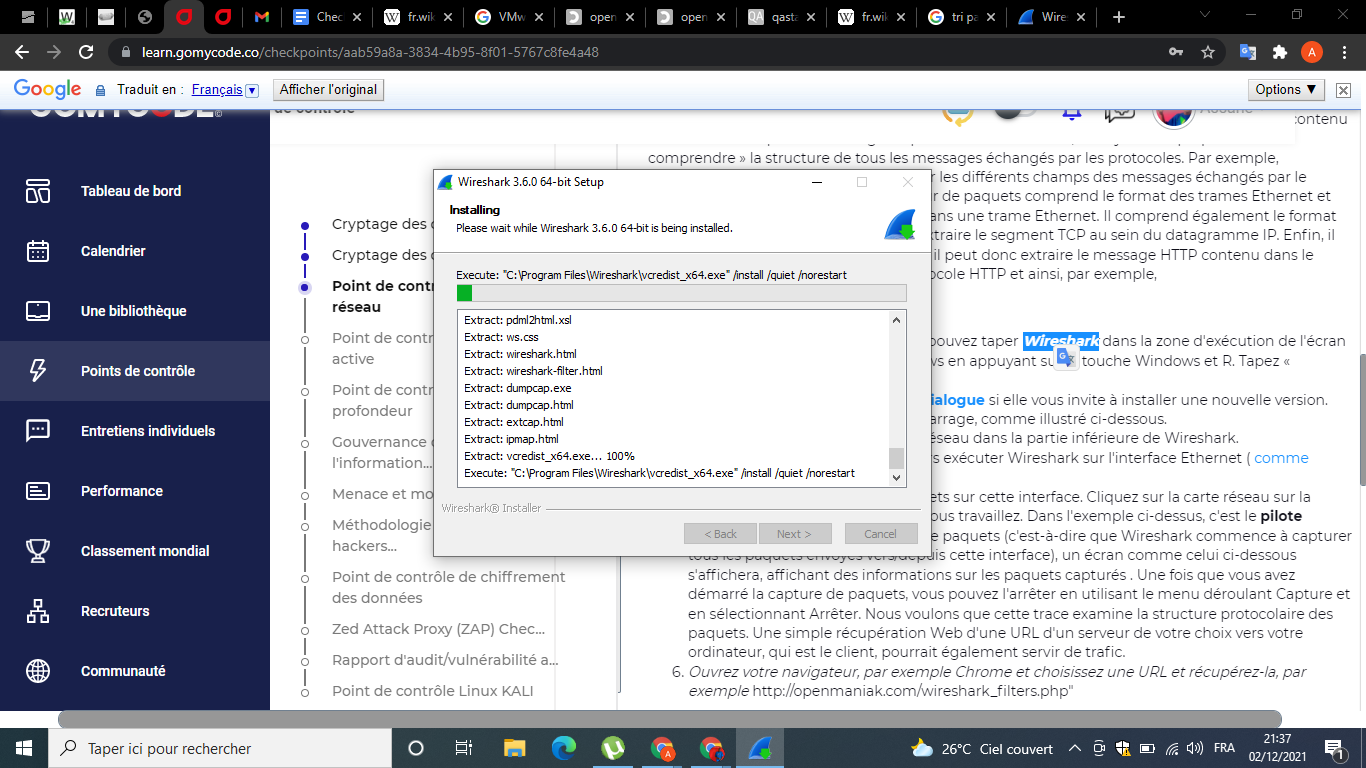 Chec
fr.wik
VMw
open
open
qasta
fr.wik
tri pa
Wire
learn.gomycode.co/checkpoints/aab59a8a-3834-4b95-8f01-5767c8fe4a48
A
Google Traduit en : Français Afficher l'original Options ▼
Tableau de bord
Calendrier
Une bibliothèque
Points de contrôle
Entretiens individuels
Performance
Classement mondial
Recruteurs
Communauté
de contrôle
Cryptage des d
Cryptage des d
Point de contr
réseau
Point de contr
active
Point de contr
profondeur
Gouvernance d
l'information...
Menace et mo
Méthodologie
hackers...
Point de contrôle de chiffrement
des données
Zed Attack Proxy (ZAP) Chec...
Rapport d'audit/vulnérabilité a...
Point de contrôle Linux KALI
Wireshark 3.6.0 64-bit Setup
Installing
Please wait while Wireshark 3.6.0 64-bit is being installed.
Execute: "C:\Program Files\Wireshark\vcredist_x64.exe" /install /quiet /norestart
Extract: pdml2html.xsl
Extract: ws.css
Extract: wireshark.html
Extract: wireshark-filter.html
Extract: dumpcap.exe
Extract: dumpcap.html
Extract: extcap.html
Extract: ipmap.html
Extract: vcredist_x64.exe... 100%
Execute: "C:\Program Files\Wireshark\vcredist_x64.exe" /install /quiet /norestart
Wireshark® Installer
< Back Next > Cancel
contenu
comprendre » la structure de tous les messages échangés par les protocoles. Par exemple,
r les différents champs des messages échangés par le
r de paquets comprend le format des trames Ethernet et
ans une trame Ethernet. Il comprend également le format
xtraire le segment TCP au sein du datagramme IP. Enfin, il
il peut donc extraire le message HTTP contenu dans le
ocole HTTP et ainsi, par exemple,
pouvez taper Wireshark dans la zone d'exécution de l'écran
ws en appuyant su touche Windows et R. Tapez «
ialogue si elle vous invite à installer une nouvelle version.
arrage, comme illustré ci-dessous.
éseau dans la partie inférieure de Wireshark.
rs exécuter Wireshark sur l'interface Ethernet ( comme
ets sur cette interface. Cliquez sur la carte réseau sur la
ous travaillez. Dans l'exemple ci-dessus, c'est le pilote
e paquets (c'est-à-dire que Wireshark commence à capturer
tous les paquets envoyés vers/depuis cette interface), un écran comme celui ci-dessous
s'affichera, affichant des informations sur les paquets capturés . Une fois que vous avez
démarré la capture de paquets, vous pouvez l'arrêter en utilisant le menu déroulant Capture et
en sélectionnant Arrêter. Nous voulons que cette trace examine la structure protocolaire des
paquets. Une simple récupération Web d'une URL d'un serveur de votre choix vers votre
ordinateur, qui est le client, pourrait également servir de trafic.
6. Ouvrez votre navigateur, par exemple Chrome et choisissez une URL et récupérez-la, par
exemple http://openmaniak.com/wireshark_filters.php"
Taper ici pour rechercher
26°C Ciel couvert
FRA
21:37
02/12/2021
1